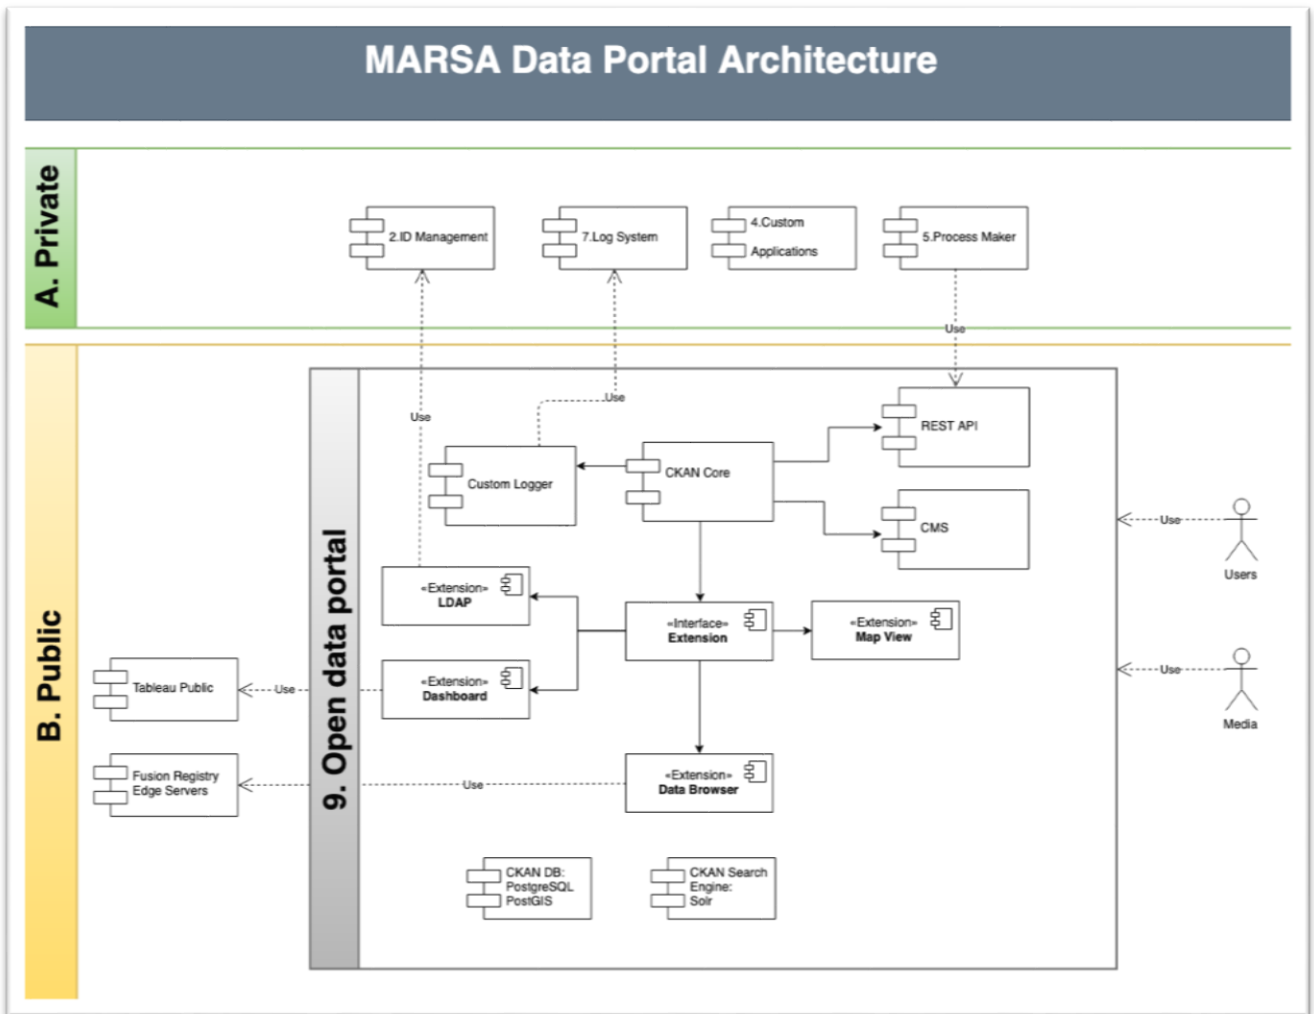 MARSA Data Portal Architecture
A. Private
2.ID Management
7.Log System
4.Custom
Applications
5.Process Maker
Use
B. Public
9. Open data portal
Use
Use
REST API
CKAN Core
Custom Logger
CMS
Use
Users
«Extension»
LDAP
«Interface»
Extension
«Extension»
Map View
Use
Media
«Extension»
Dashboard
Use
Tableau Public
Fusion Registry
Edge Servers
Use
«Extension»
Data Browser
CKAN DB:
PostgreSQL
PostGIS
CKAN Search
Engine:
Solr